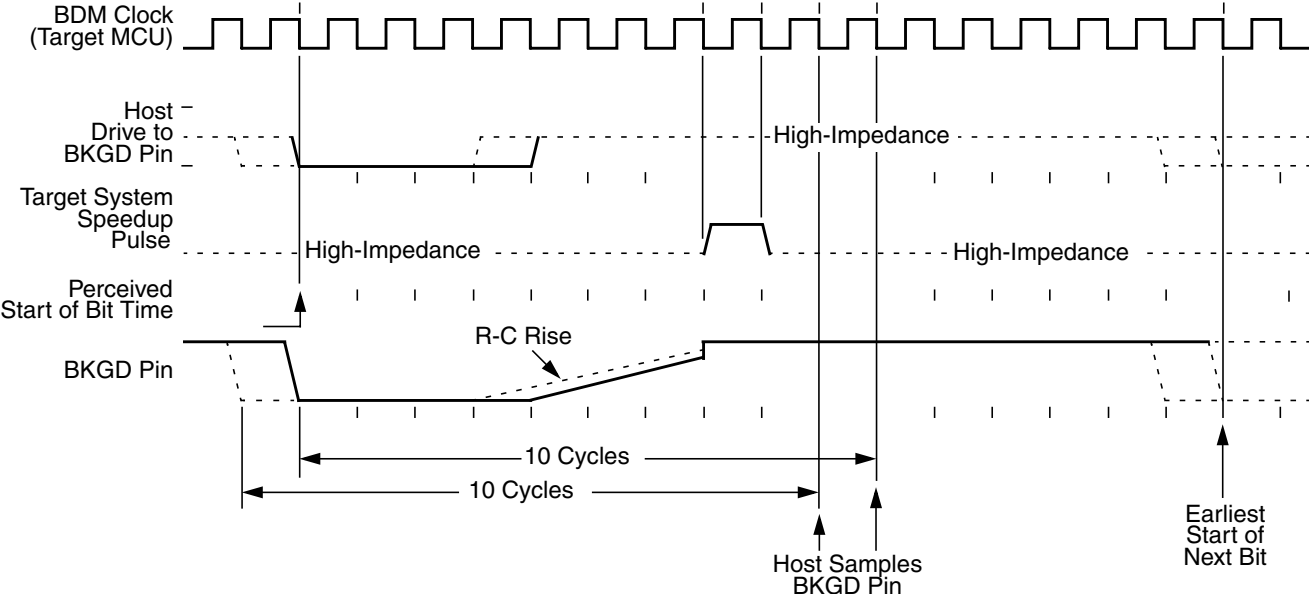 BDM Clock
(Target MCU)
Host
Drive to
BKGD Pin
High-Impedance
Target System
Speedup
Pulse
High-Impedance
High-Impedance
Perceived
Start of Bit Time
R-C Rise
BKGD Pin
10 Cycles
10 Cycles
Host Samples
BKGD Pin
Earliest
Start of
Next Bit